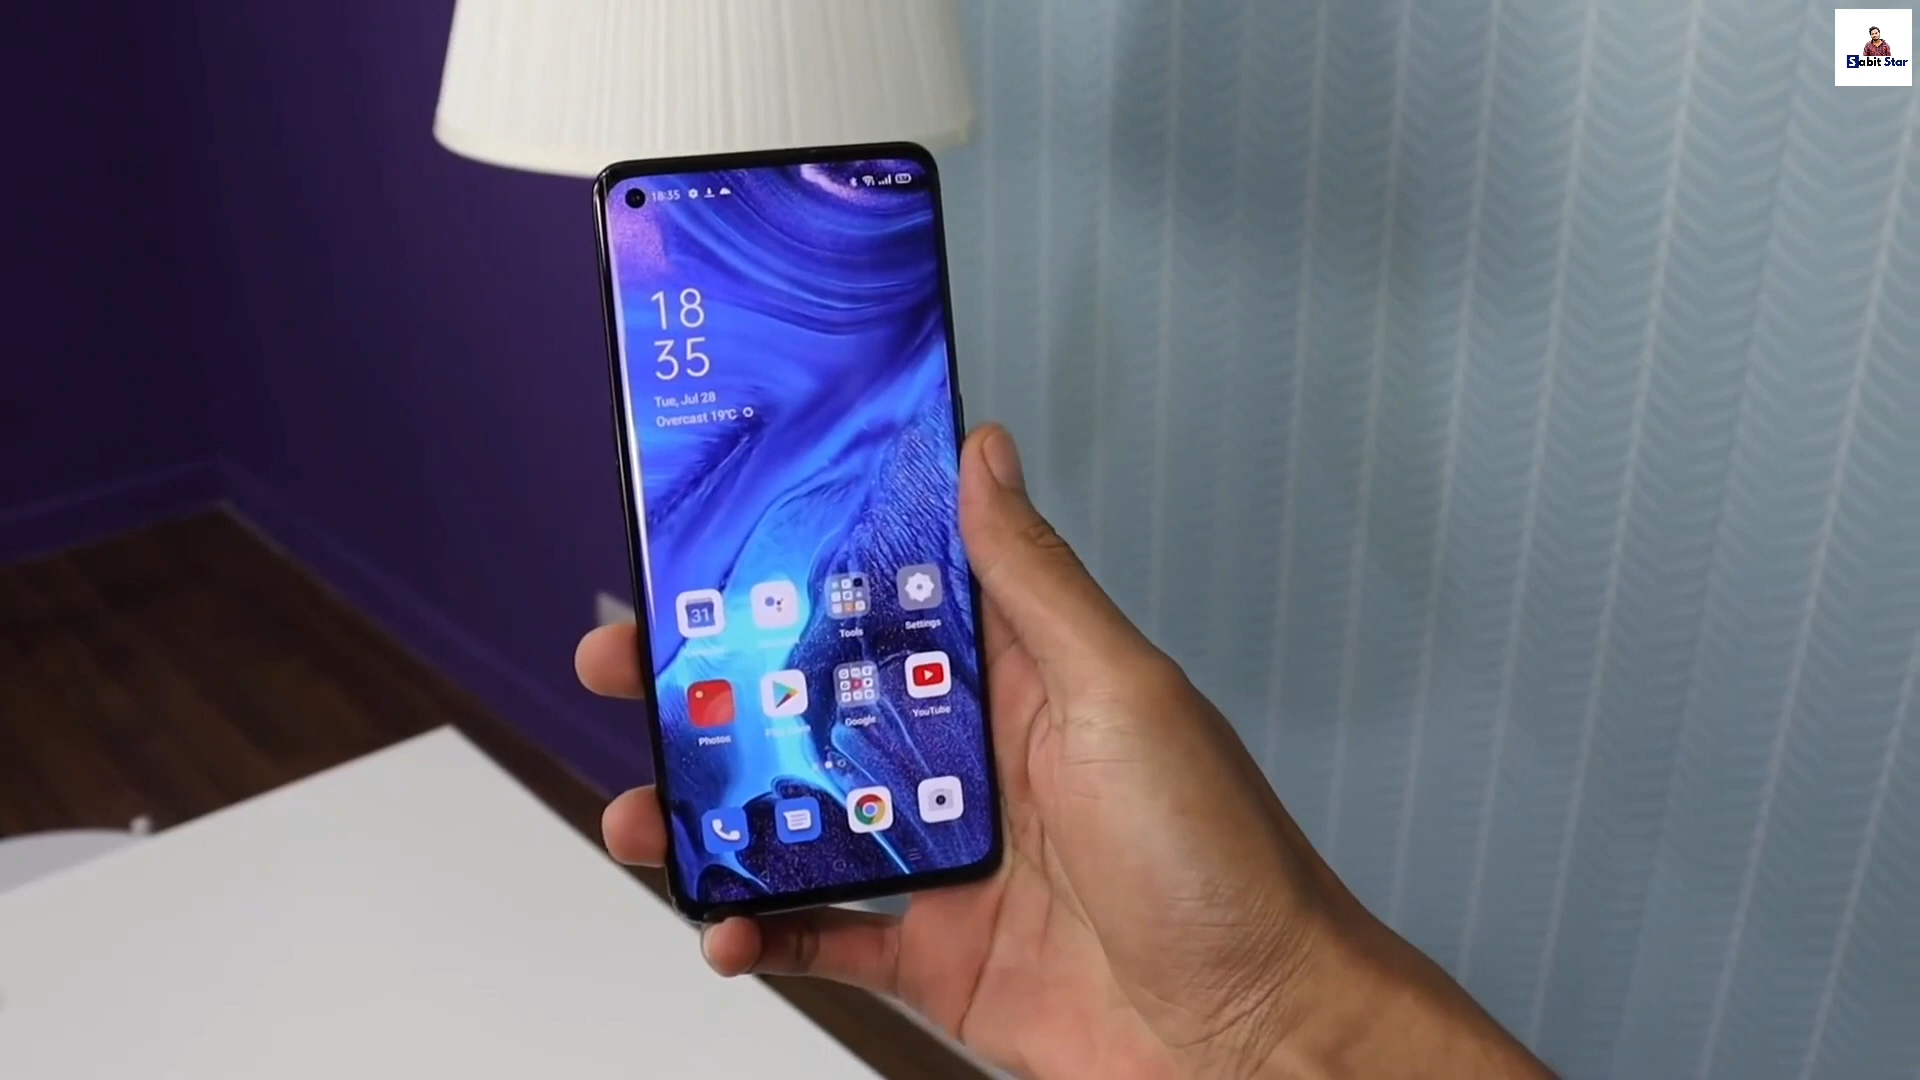 Sabit Star
18:35
18
35
Tue, Jul 28
Overcast 19°C
31
Tools
Settings
Photos
Google
YouTube